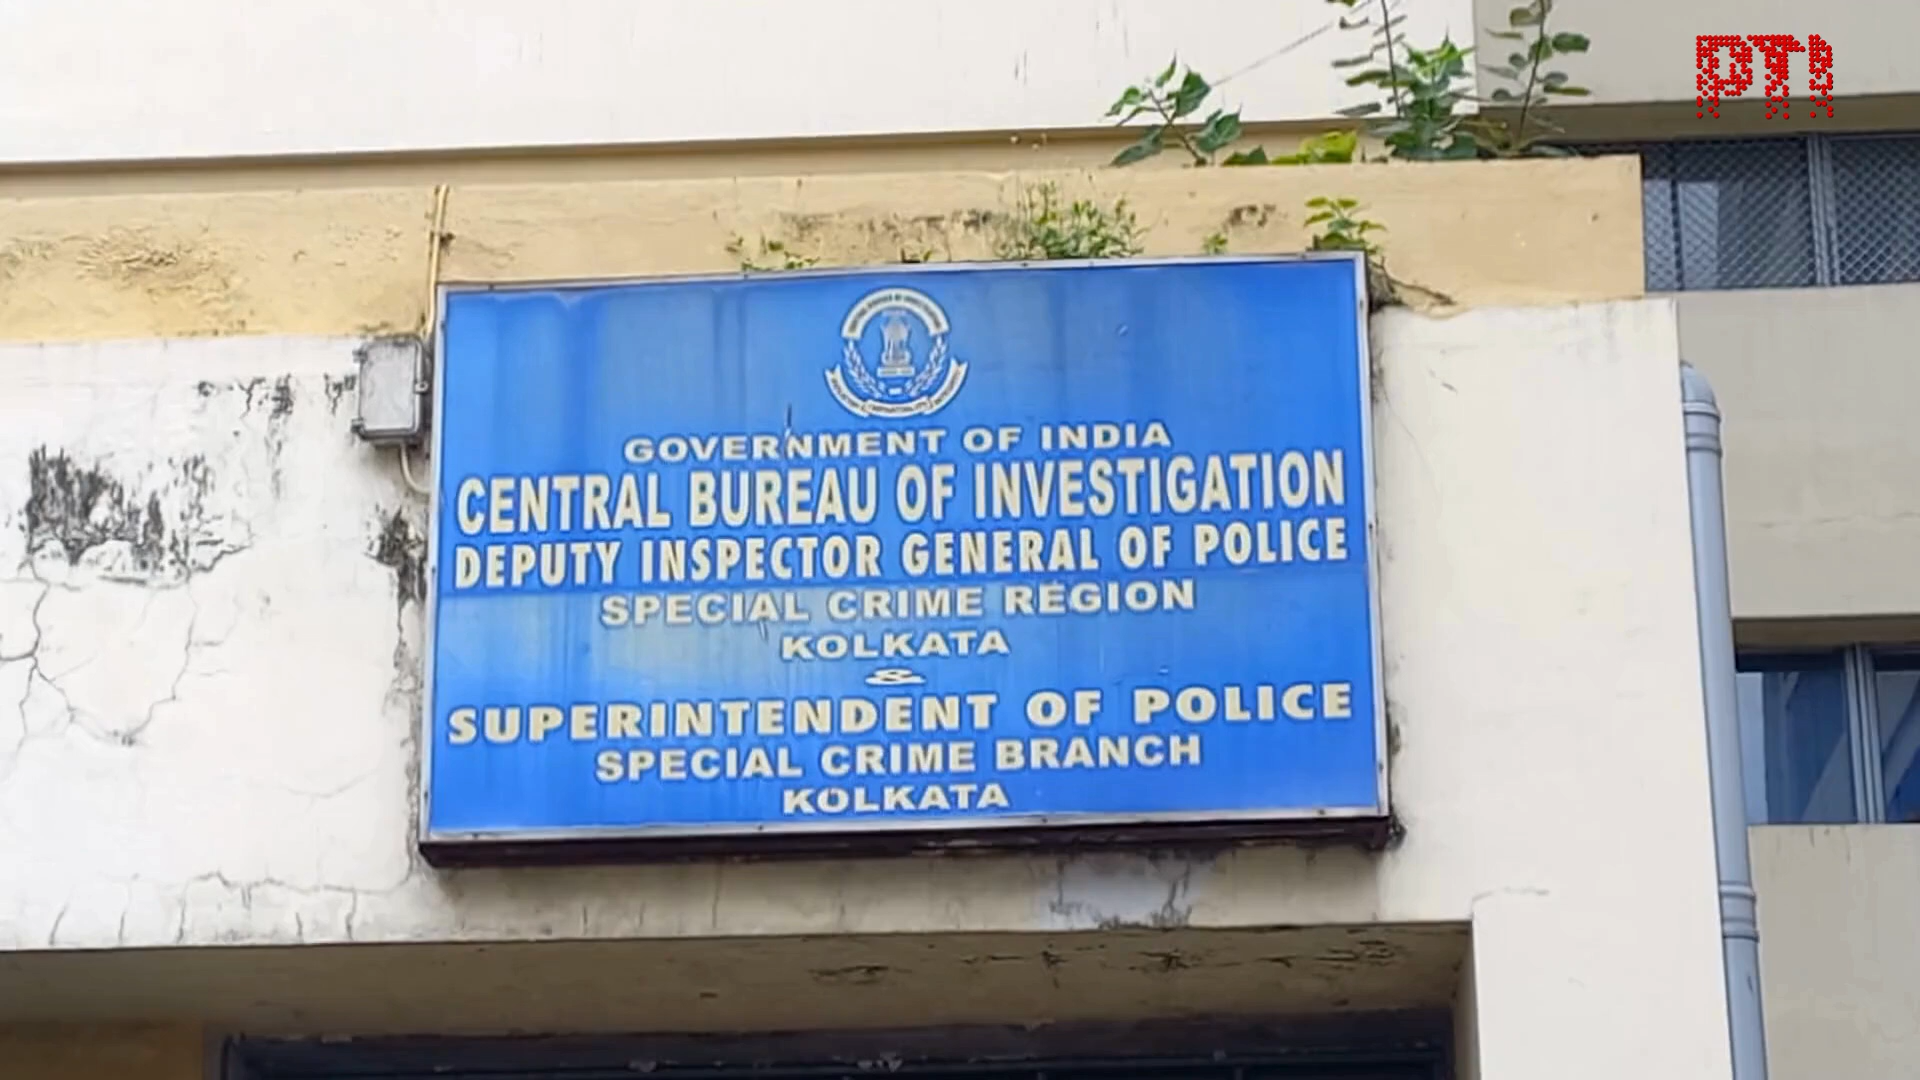 PTI
GOVERNMENT OF INDIA
CENTRAL BUREAU OF INVESTIGATION
DEPUTY INSPECTOR GENERAL OF POLICE
SPECIAL CRIME REGION
KOLKATA
&
SUPERINTENDENT OF POLICE
SPECIAL CRIME BRANCH
KOLKATA